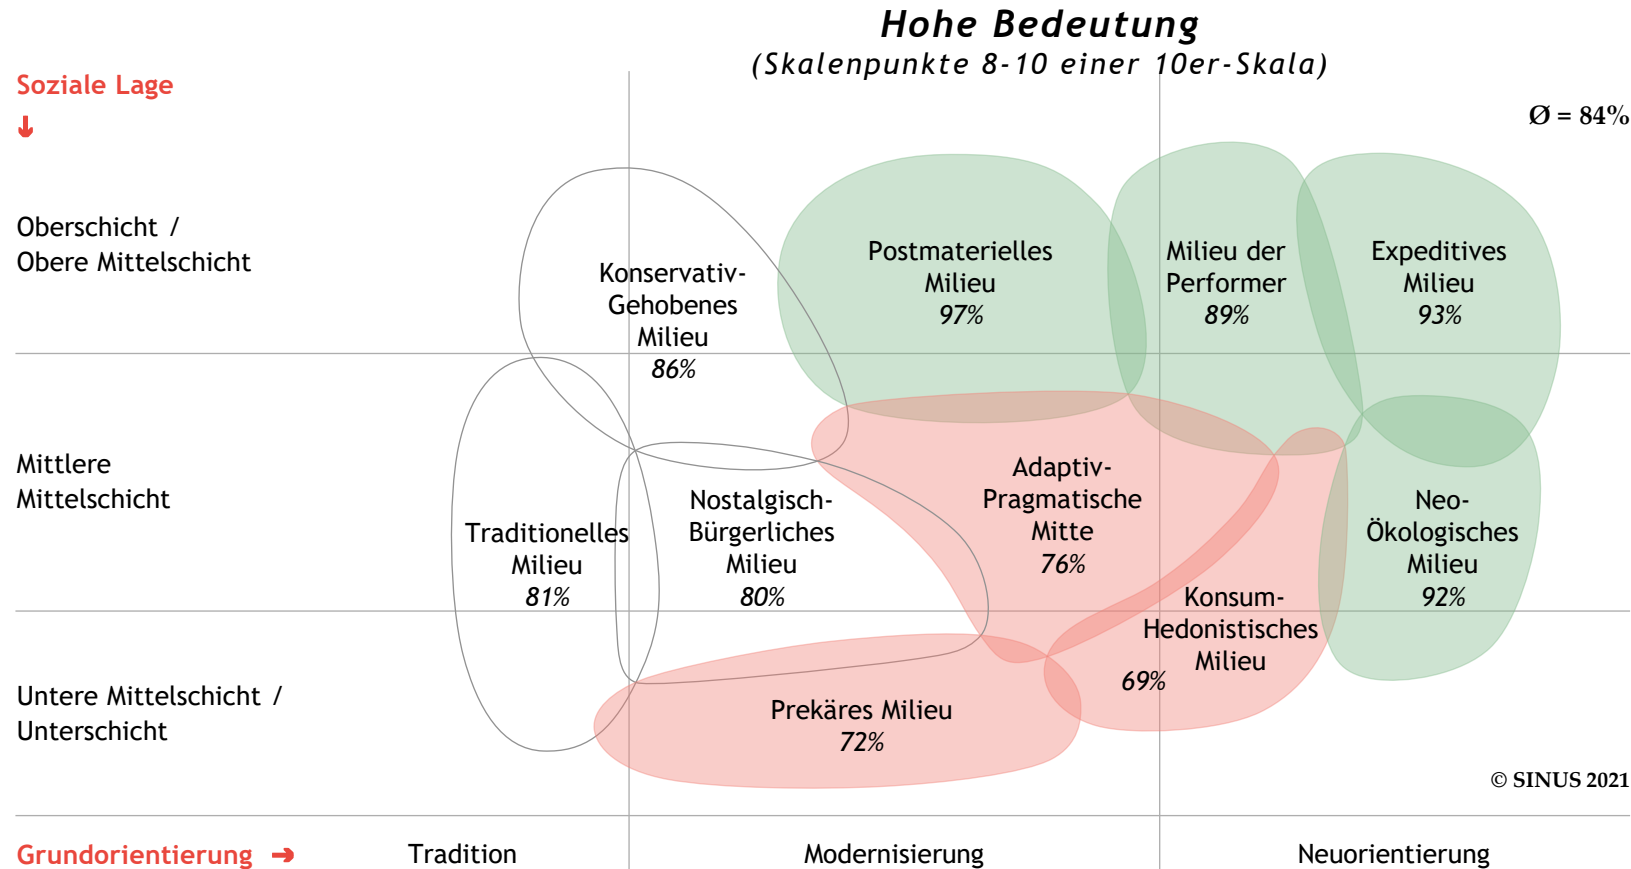 Hohe Bedeutung
(Skalenpunkte 8-10 einer 10er-Skala)
Soziale Lage
↓
Ø = 84%
Oberschicht /
Obere Mittelschicht
Konservativ-
Gehobenes
Milieu
86%
Postmaterielles
Milieu
97%
Milieu der
Performer
89%
Expeditives
Milieu
93%
Mittlere
Mittelschicht
Traditionelles
Milieu
81%
Nostalgisch-
Bürgerliches
Milieu
80%
Adaptiv-
Pragmatische
Mitte
76%
Konsum-
Hedonistisches
Milieu
69%
Neo-
Ökologisches
Milieu
92%
Untere Mittelschicht /
Unterschicht
Prekäres Milieu
72%
© SINUS 2021
Grundorientierung ➔
Tradition
Modernisierung
Neuorientierung